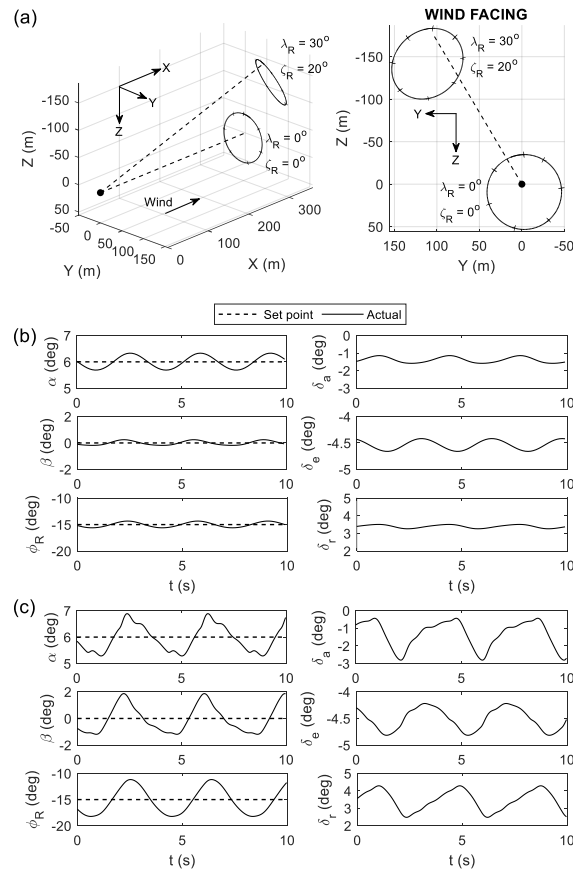 (a)
WIND FACING
X
Y
Z
λR = 30°
ζR = 20°
λR = 0°
ζR = 0°
Wind
-150
-100
-50
0
50
Z (m)
-50
0
50
100
150
Y (m)
0
100
200
300
X (m)
λR = 30°
ζR = 20°
Y
Z
λR = 0°
ζR = 0°
-150
-100
-50
0
50
Z (m)
150
100
50
0
-50
Y (m)
Set point
Actual
(b)
7
6
5
α (deg)
0
5
10
0
-1
-2
-3
δa (deg)
0
5
10
2
0
-2
β (deg)
0
5
10
-4
-4.5
-5
δe (deg)
0
5
10
-10
-15
-20
ϕR (deg)
0
5
10
t (s)
5
4
3
2
δr (deg)
0
5
10
t (s)
(c)
7
6
5
α (deg)
0
5
10
0
-1
-2
-3
δa (deg)
0
5
10
2
0
-2
β (deg)
0
5
10
-4
-4.5
-5
δe (deg)
0
5
10
-10
-15
-20
ϕR (deg)
0
5
10
t (s)
5
4
3
2
δr (deg)
0
5
10
t (s)